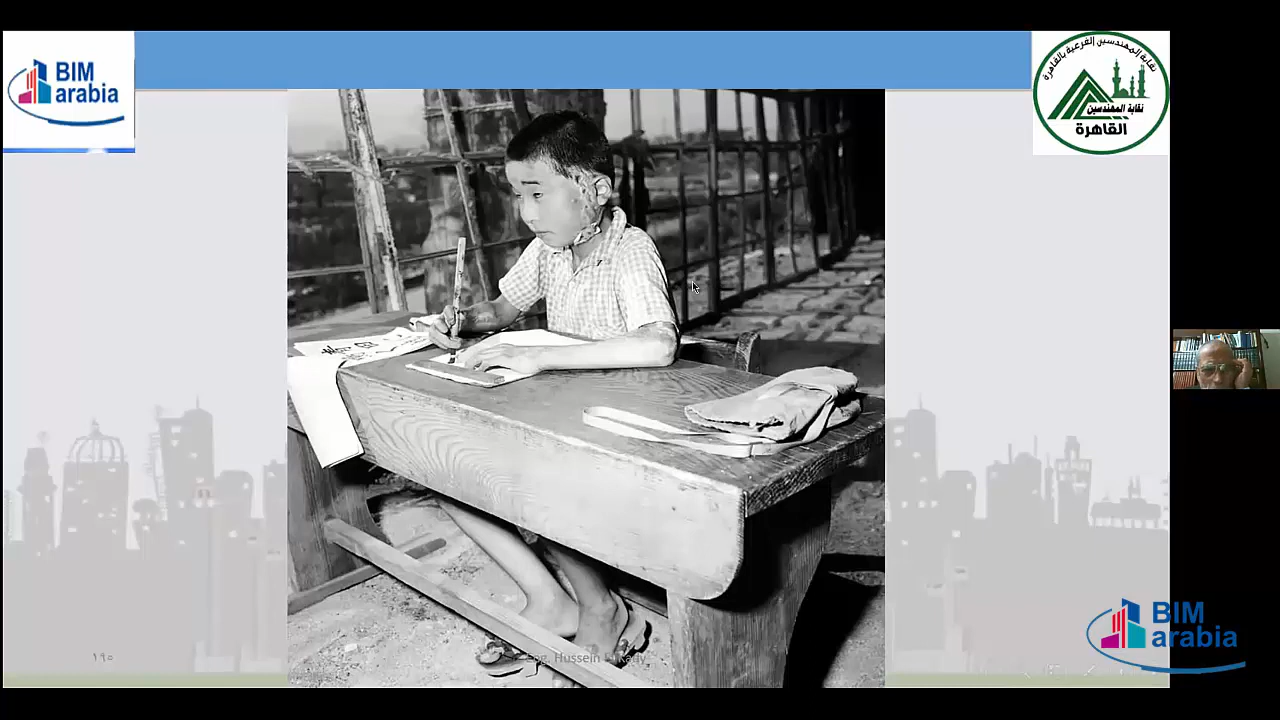 BIM
arabia
نقابة المهندسين الفرعية بالقاهرة
نقابة المهندسين
القاهرة
Eng. Hussein
١٩٥
BIM
arabia